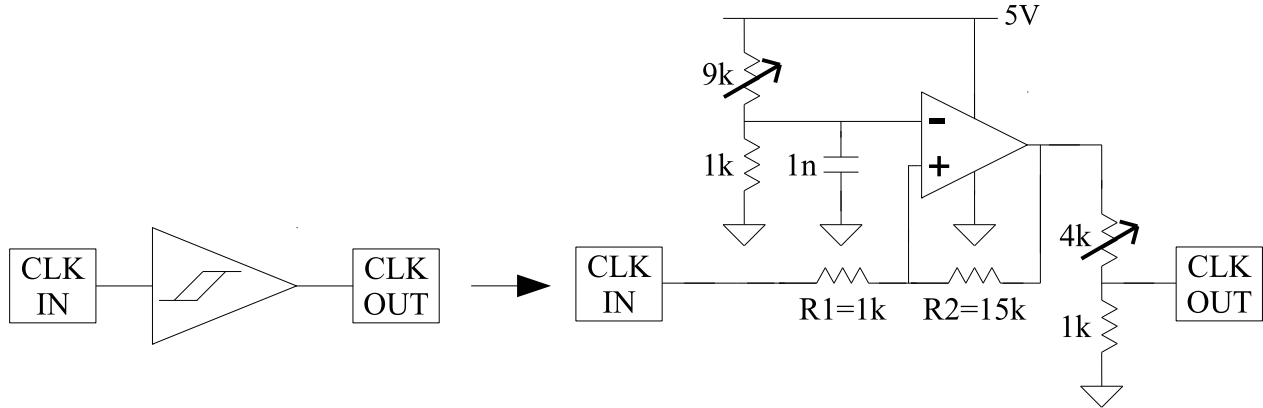 5V
9k
-
+
1k
1n
4k
CLK
IN
CLK
OUT
CLK
IN
R1=1k
R2=15k
CLK
OUT
1k